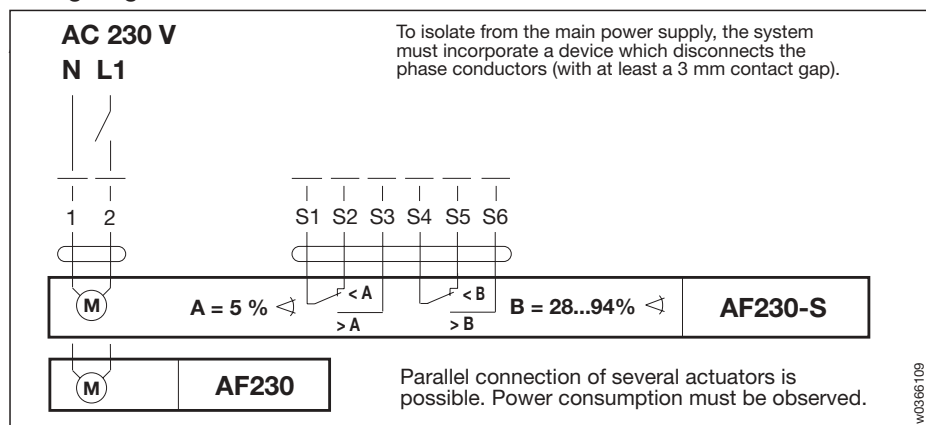 AC 230 V
N L1
To isolate from the main power supply, the system
must incorporate a device which disconnects the
phase conductors (with at least a 3 mm contact gap).
1 2
S1 S2 S3 S4 S5 S6
M
A = 5 %
< A
> A
< B
> B
B = 28...94%
AF230-S
M
AF230
Parallel connection of several actuators is
possible. Power consumption must be observed.
w0366109